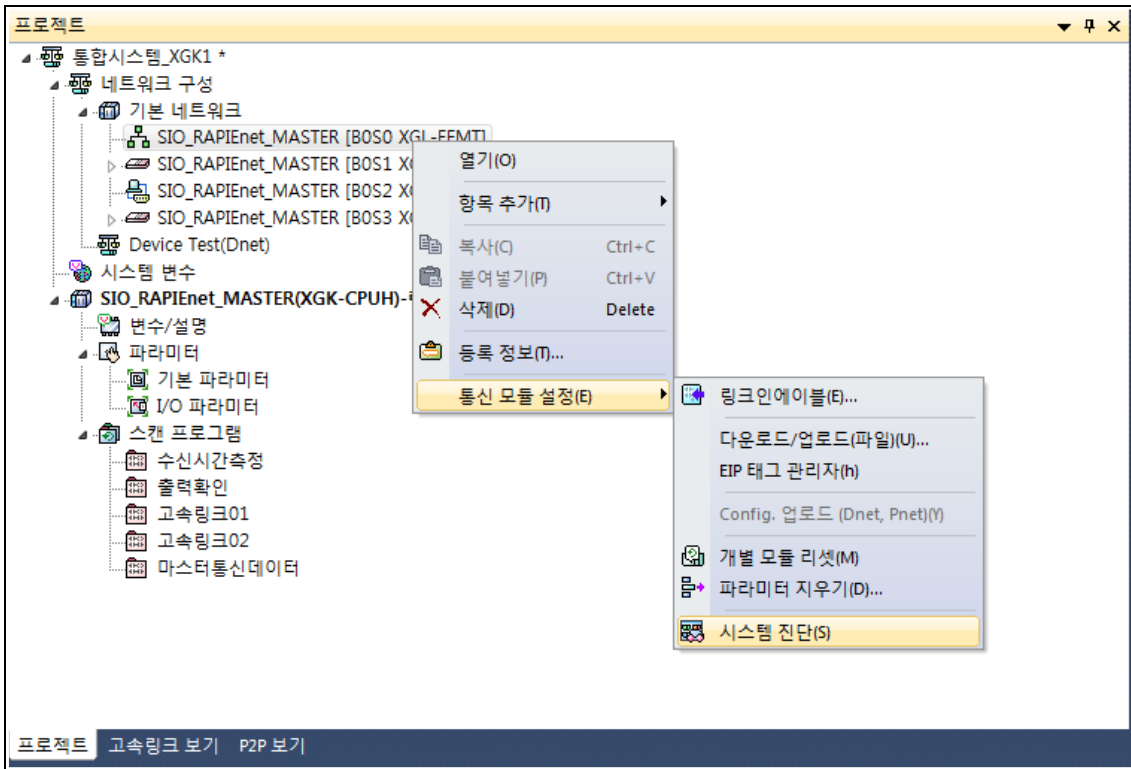 프로젝트
통합시스템_XGK1 *
네트워크 구성
기본 네트워크
SIO_RAPIEnet_MASTER [B0S0 XGL-EFMT]
SIO_RAPIEnet_MASTER [B0S1 XG
SIO_RAPIEnet_MASTER [B0S2 XG
SIO_RAPIEnet_MASTER [B0S3 XG
Device Test(Dnet)
시스템 변수
SIO_RAPIEnet_MASTER(XGK-CPUH)-
변수/설명
파라미터
기본 파라미터
I/O 파라미터
스캔 프로그램
수신시간측정
출력확인
고속링크01
고속링크02
마스터통신데이터
열기(O)
항목 추가(T)
복사(C) Ctrl+C
붙여넣기(P) Ctrl+V
삭제(D) Delete
등록 정보(T)...
통신 모듈 설정(E)
링크인에이블(E)...
다운로드/업로드(파일)(U)...
EIP 태그 관리자(h)
Config. 업로드 (Dnet, Pnet)(Y)
개별 모듈 리셋(M)
파라미터 지우기(D)...
시스템 진단(S)
프로젝트 고속링크 보기 P2P 보기